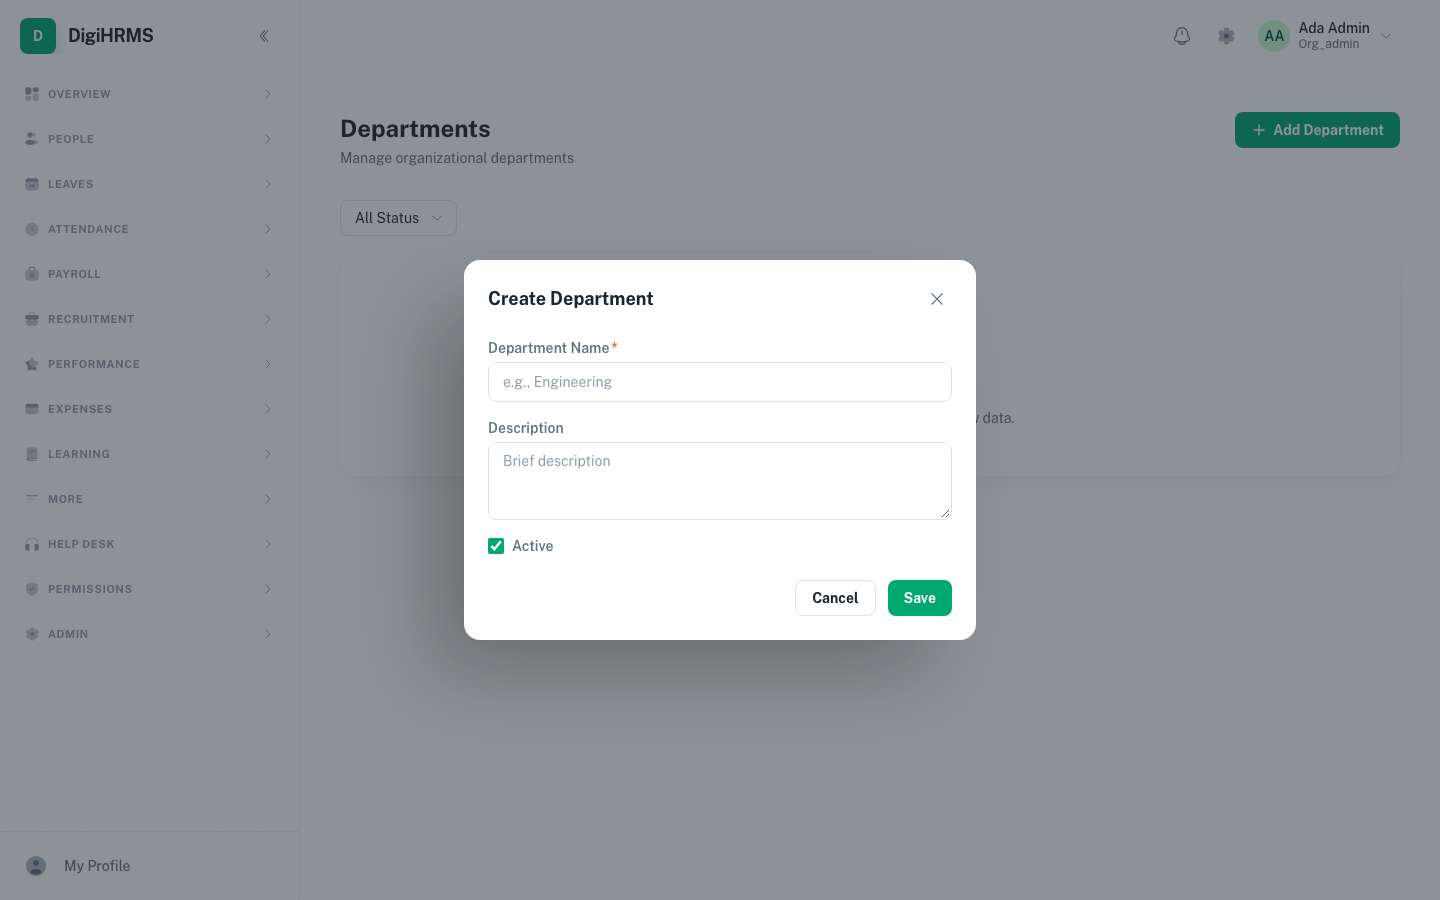 D DigiHRMS
AA Ada Admin
Org_admin
OVERVIEW
PEOPLE
LEAVES
ATTENDANCE
PAYROLL
RECRUITMENT
PERFORMANCE
EXPENSES
LEARNING
MORE
HELP DESK
PERMISSIONS
ADMIN
My Profile
Departments
Manage organizational departments
Add Department
All Status
data.
Create Department
Department Name*
e.g., Engineering
Description
Brief description
Active
Cancel
Save